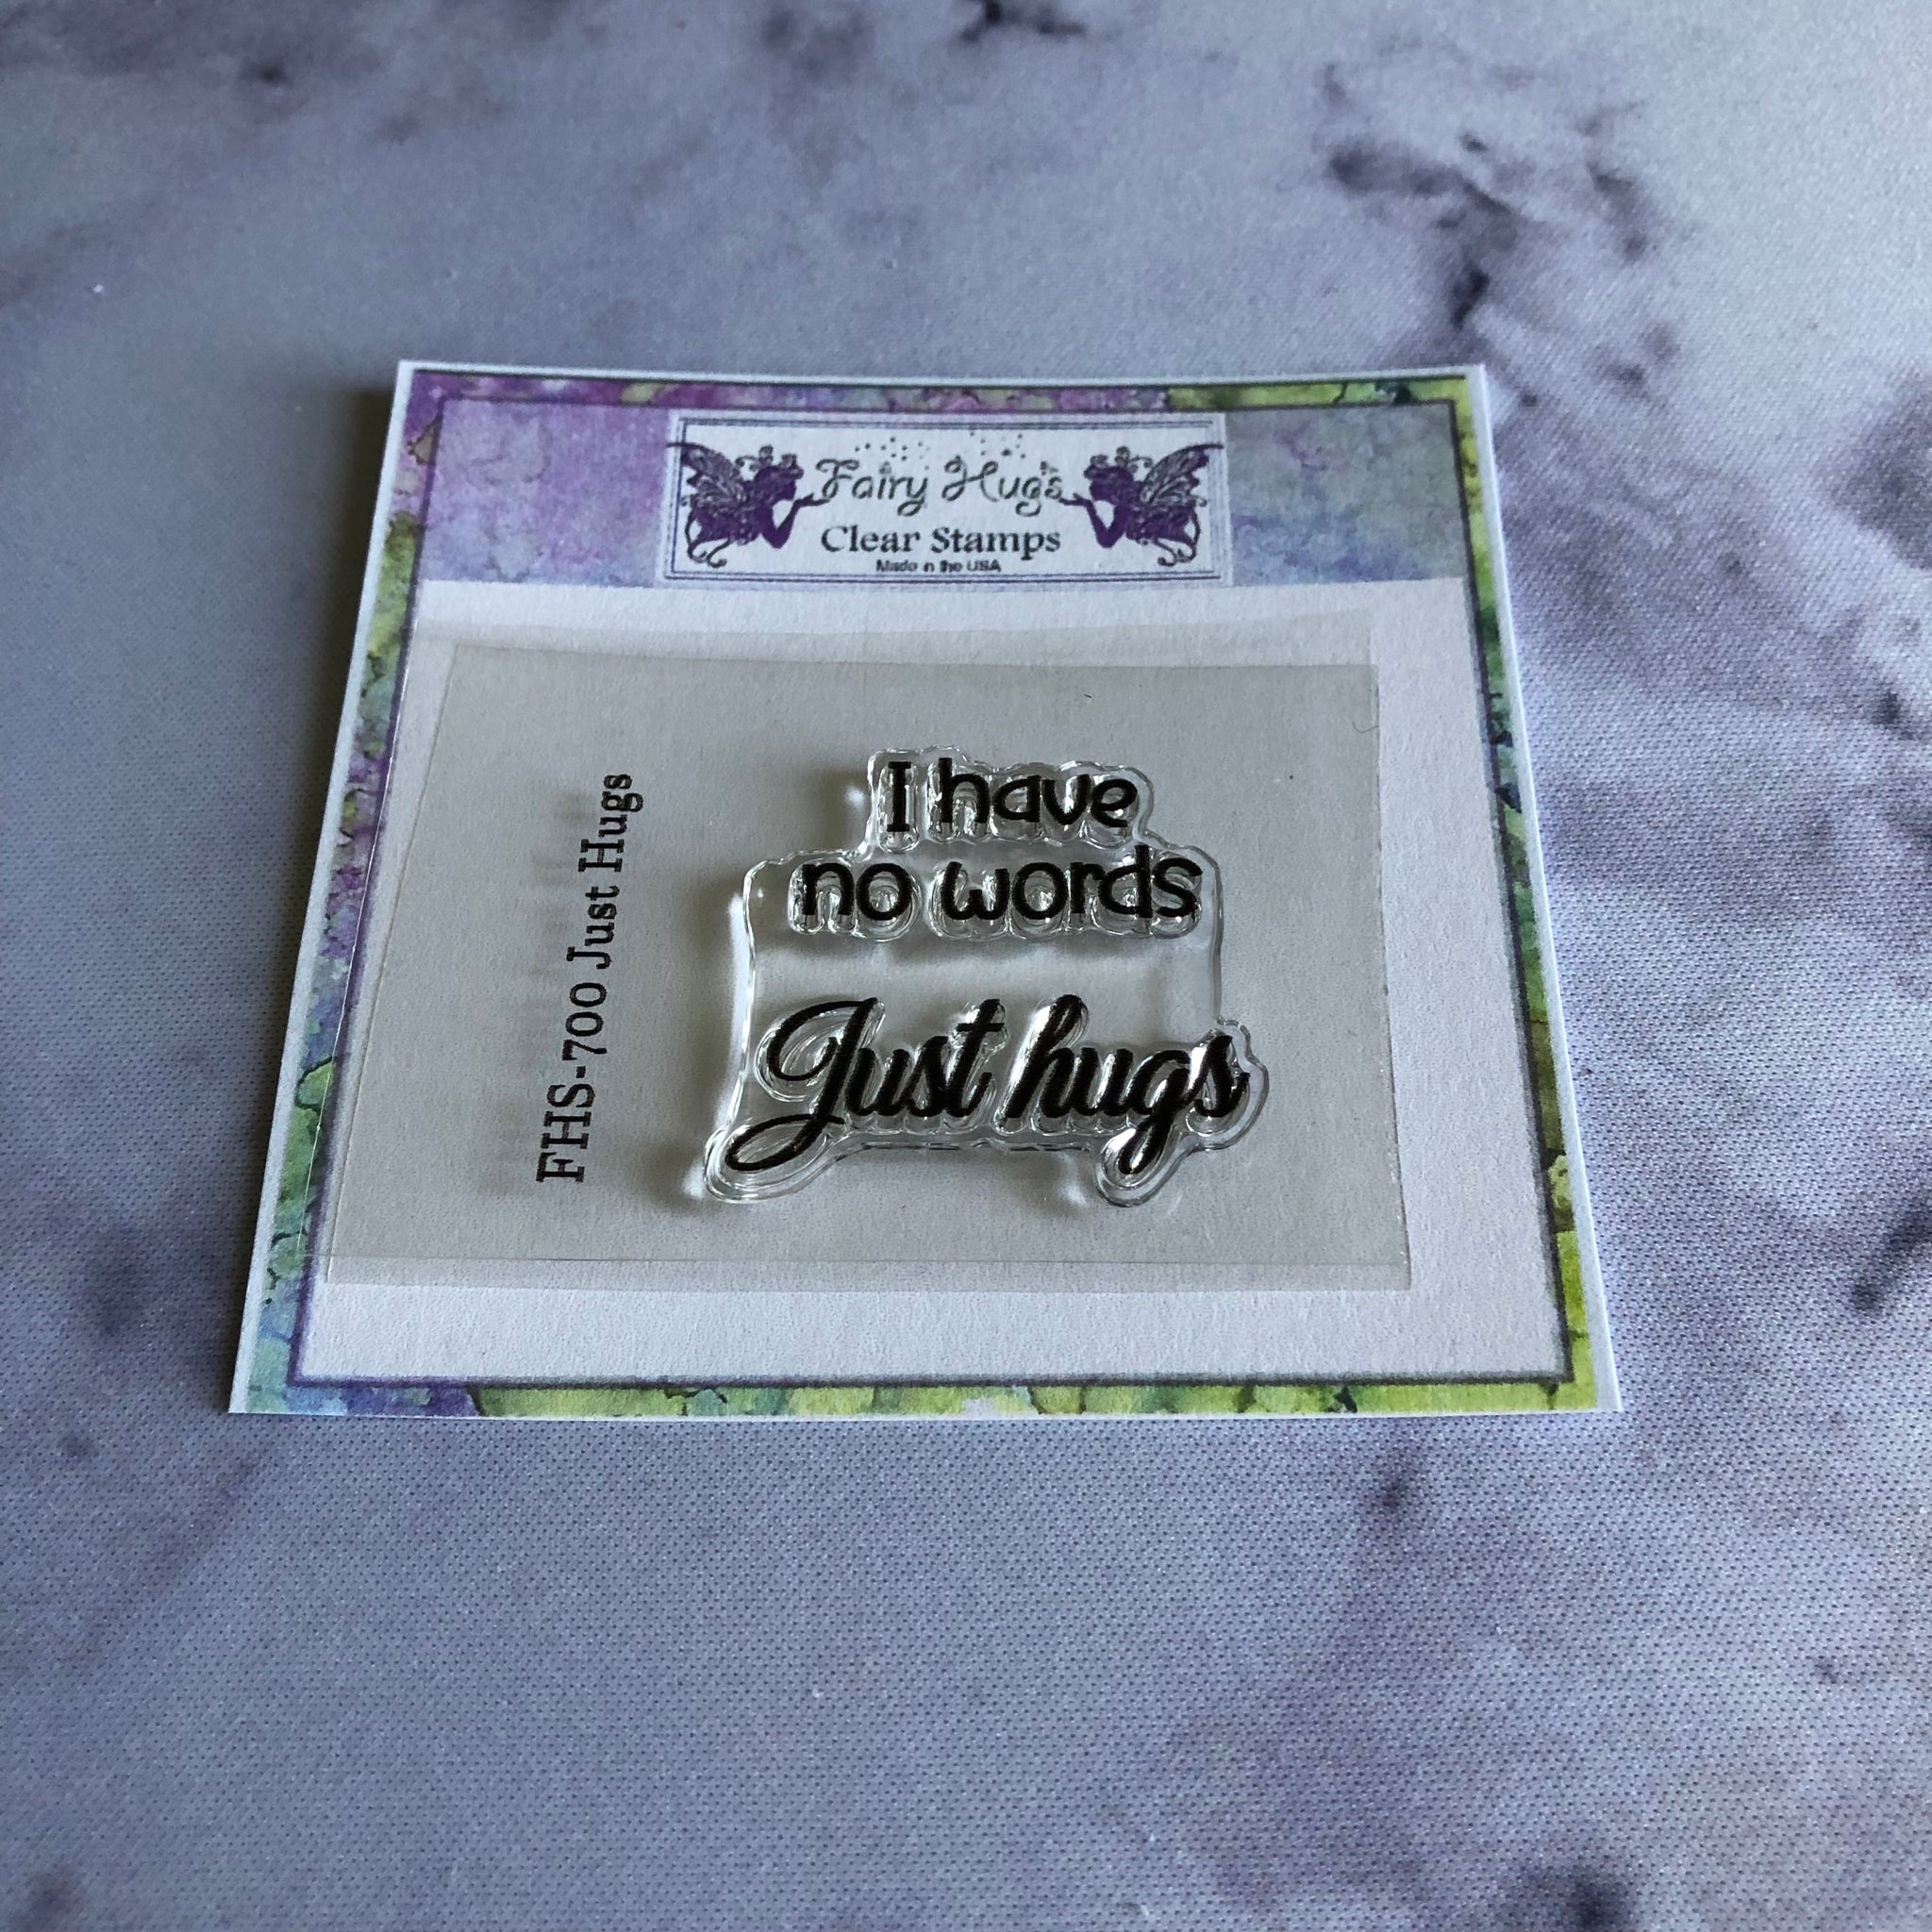 Fairy Hugs
Clear Stamps
Made in the USA
FHS-700 Just Hugs
I have
no words
Just hugs